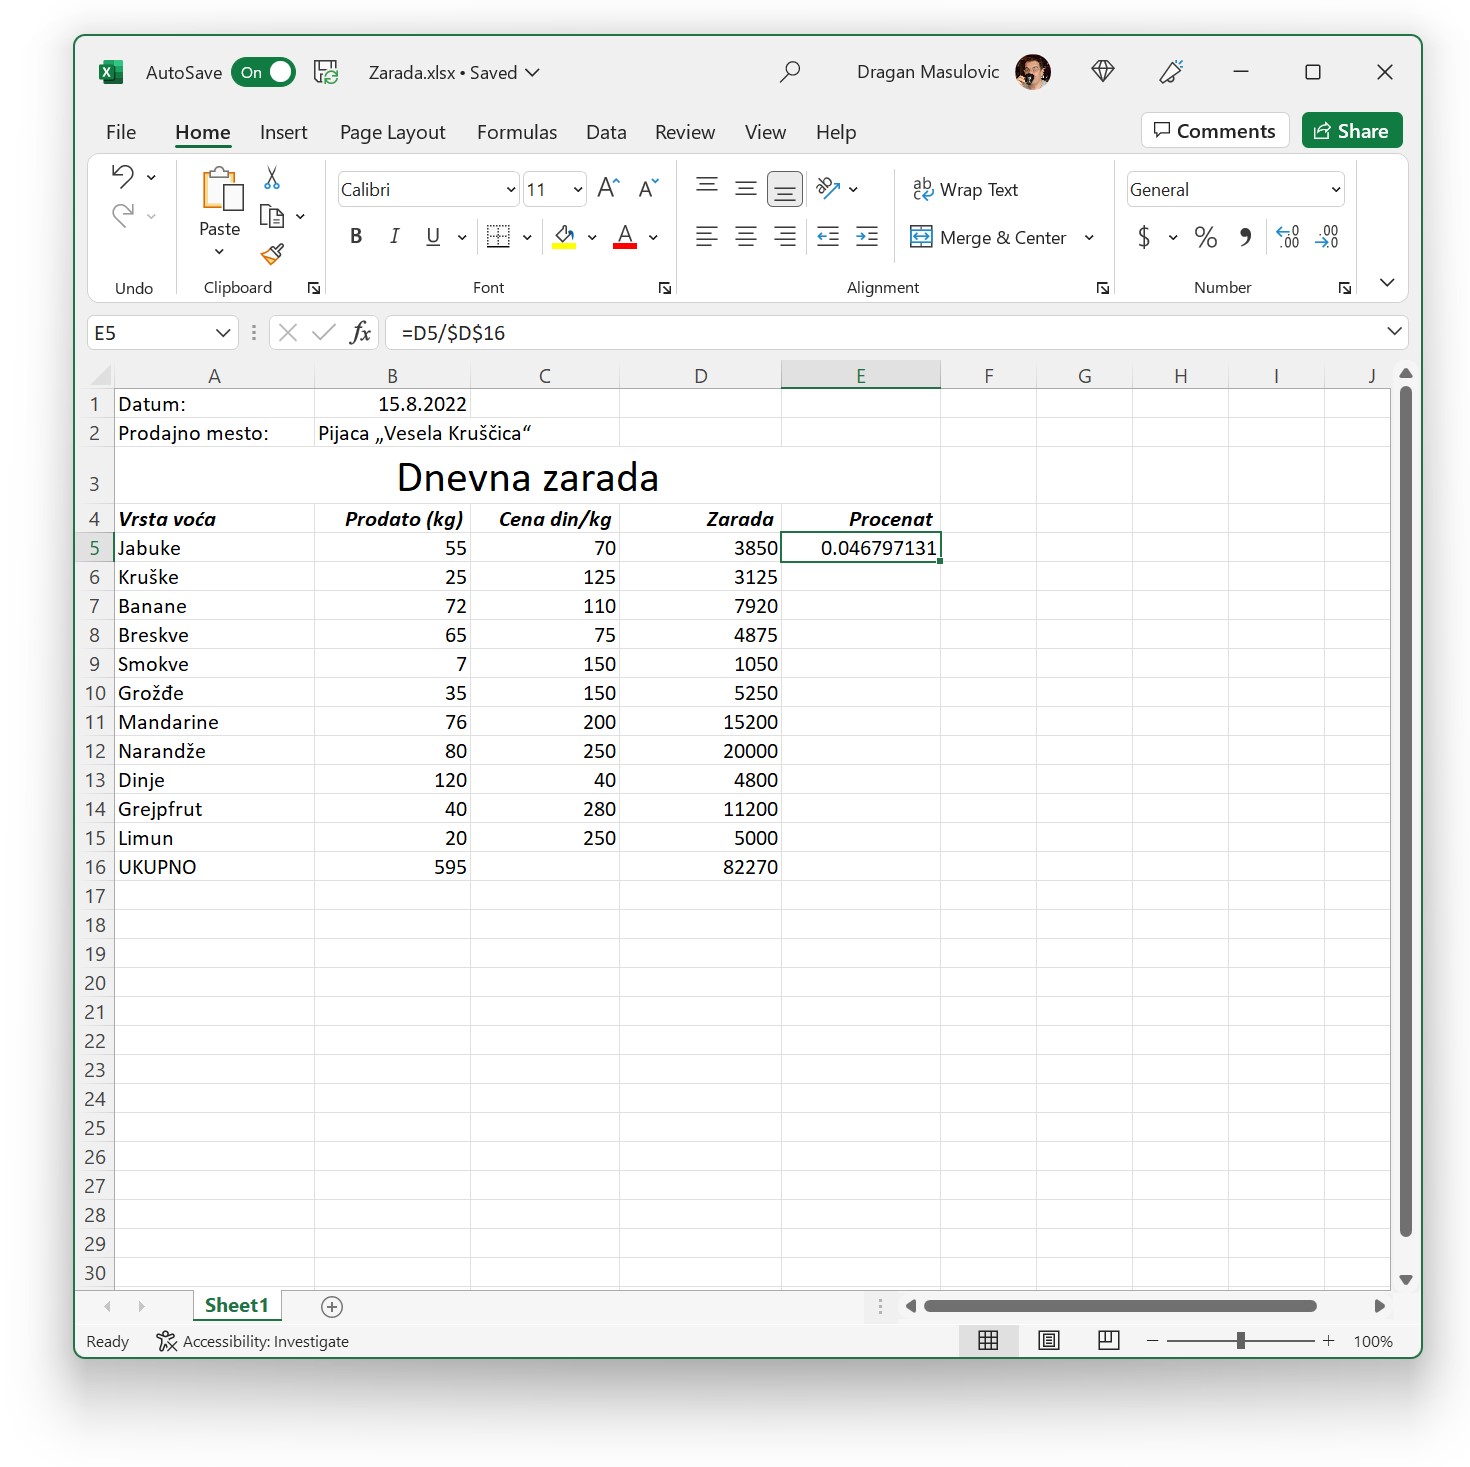 AutoSave On Zarada.xlsx • Saved Dragan Masulovic
File Home Insert Page Layout Formulas Data Review View Help Comments Share
Calibri 11 A A ab Wrap Text General
Paste B I U A ab c Merge & Center $ % , 0 .00 .00 0
Undo Clipboard Font Alignment Number
E5 fx =D5/$D$16
A B C D E F G H I J
1 Datum: 15.8.2022
2 Prodajno mesto: Pijaca „Vesela Kruščica“
3 Dnevna zarada
4 Vrsta voća Prodato (kg) Cena din/kg Zarada Procenat
5 Jabuke 55 70 3850 0.046797131
6 Kruške 25 125 3125
7 Banane 72 110 7920
8 Breskve 65 75 4875
9 Smokve 7 150 1050
10 Grožđe 35 150 5250
11 Mandarine 76 200 15200
12 Narandže 80 250 20000
13 Dinje 120 40 4800
14 Grejpfrut 40 280 11200
15 Limun 20 250 5000
16 UKUPNO 595 82270
17
18
19
20
21
22
23
24
25
26
27
28
29
30
Sheet1
Ready Accessibility: Investigate 100%